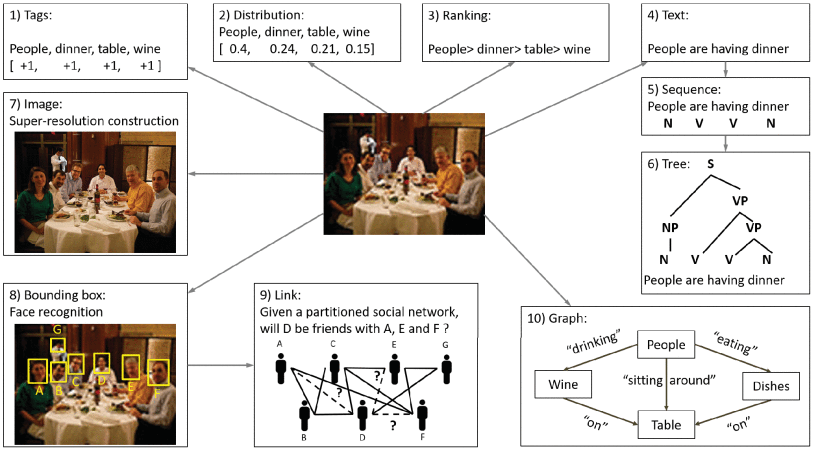 1) Tags:
People, dinner, table, wine
[ +1, +1, +1, +1 ]
2) Distribution:
People, dinner, table, wine
[ 0.4, 0.24, 0.21, 0.15]
3) Ranking:
People> dinner> table> wine
4) Text:
People are having dinner
5) Sequence:
People are having dinner
N V V N
6) Tree:
S
VP
NP VP
N V V N
People are having dinner
7) Image:
Super-resolution construction
8) Bounding box:
Face recognition
G
A B C D E F
9) Link:
Given a partitioned social network,
will D be friends with A, E and F ?
A C E G
? ?
?
B D F
10) Graph:
People
"drinking" "eating"
Wine "sitting around" Dishes
"on" "on"
Table